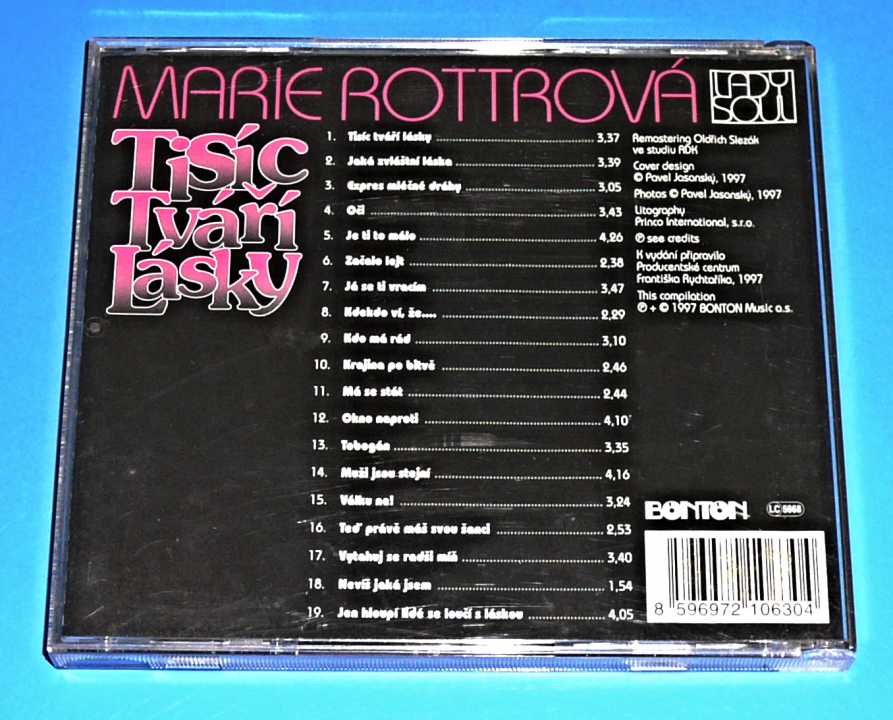 MARIE ROTTROVÁ
LADY
SOUL
Tisíc
Tváří
Lásky
1. Tisíc tváří lásky 3,37
2. Jaká zvláštní láska 3,39
3. Expres mléčné dráhy 3,05
4. Oči 3,43
5. Je ti to málo 4,26
6. Začalo lejt 2,38
7. Já se ti vracím 3,47
8. Kdekdo ví, že.... 2,29
9. Kdo má rád 3,10
10. Krajina po bitvě 2,46
11. Má se stát 2,44
12. Okno naproti 4,10
13. Tobogán 3,35
14. Muži jsou stejní 4,16
15. Válku ne! 3,24
16. Teď právě máš svou šanci 2,53
17. Vytahuj se radši míň 3,40
18. Nevíš jaká jsem 1,54
19. Jen hloupí lidé se loučí s láskou 4,05
Remastering Oldřich Slezák
ve studiu ADK
Cover design
© Pavel Jasanský, 1997
Photos © Pavel Jasanský, 1997
Litography
Princo International, s.r.o.
℗ see credits
K vydání připravilo
Producentské centrum
Františka Rychtaříka, 1997
This compilation
℗ + © 1997 BONTON Music a.s.
BONTON
LC 5668
8 596972 106304